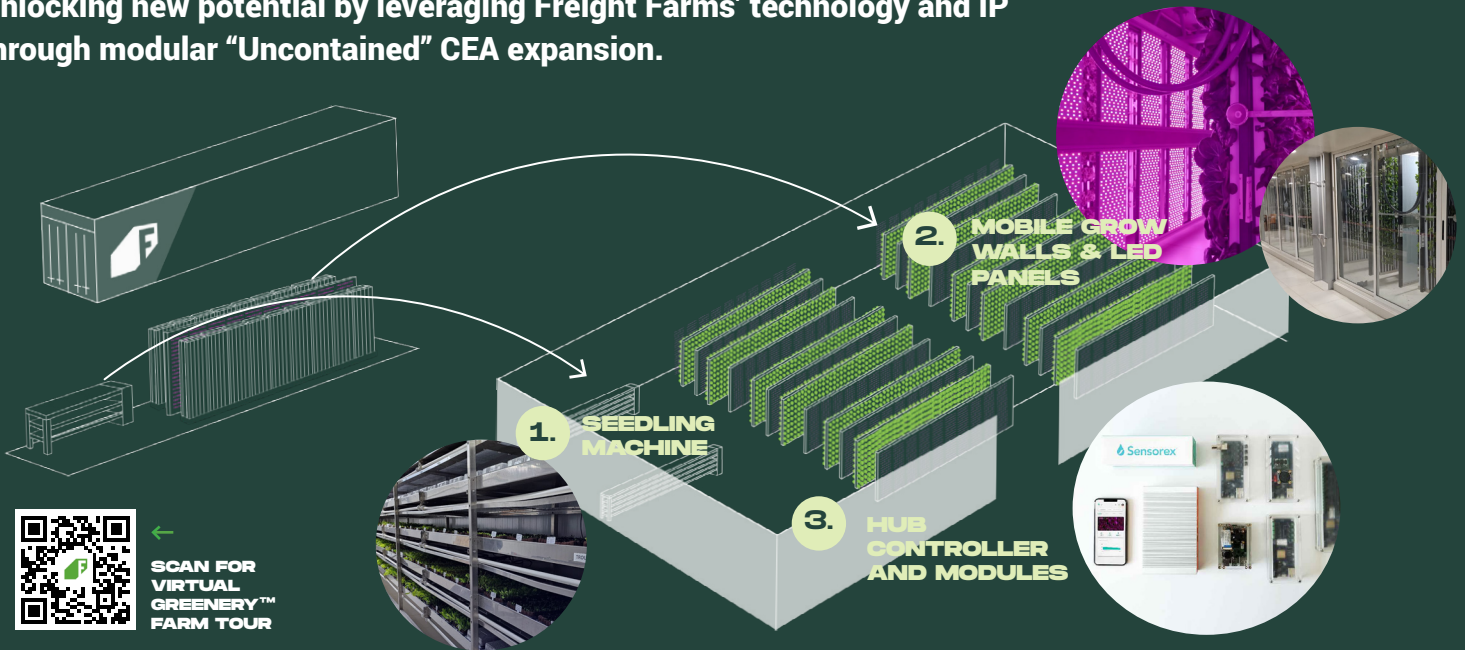 nlocking new potential by leveraging Freight Farms' technology and IP
hrough modular “Uncontained” CEA expansion.
2.
MOBILE GROW
WALLS & LED
PANELS
1.
SEEDLING
MACHINE
Sensorex
3.
HUB
CONTROLLER
AND MODULES
←
SCAN FOR
VIRTUAL
GREENERY™
FARM TOUR